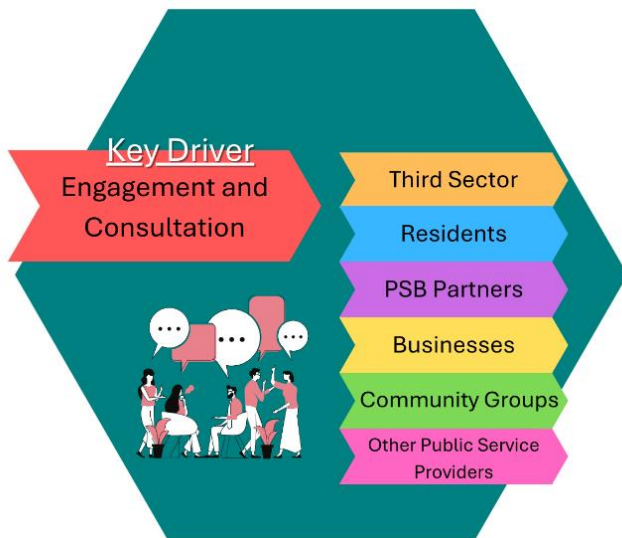 Key Driver
Engagement and
Consultation
Third Sector
Residents
PSB Partners
Businesses
Community Groups
Other Public Service
Providers